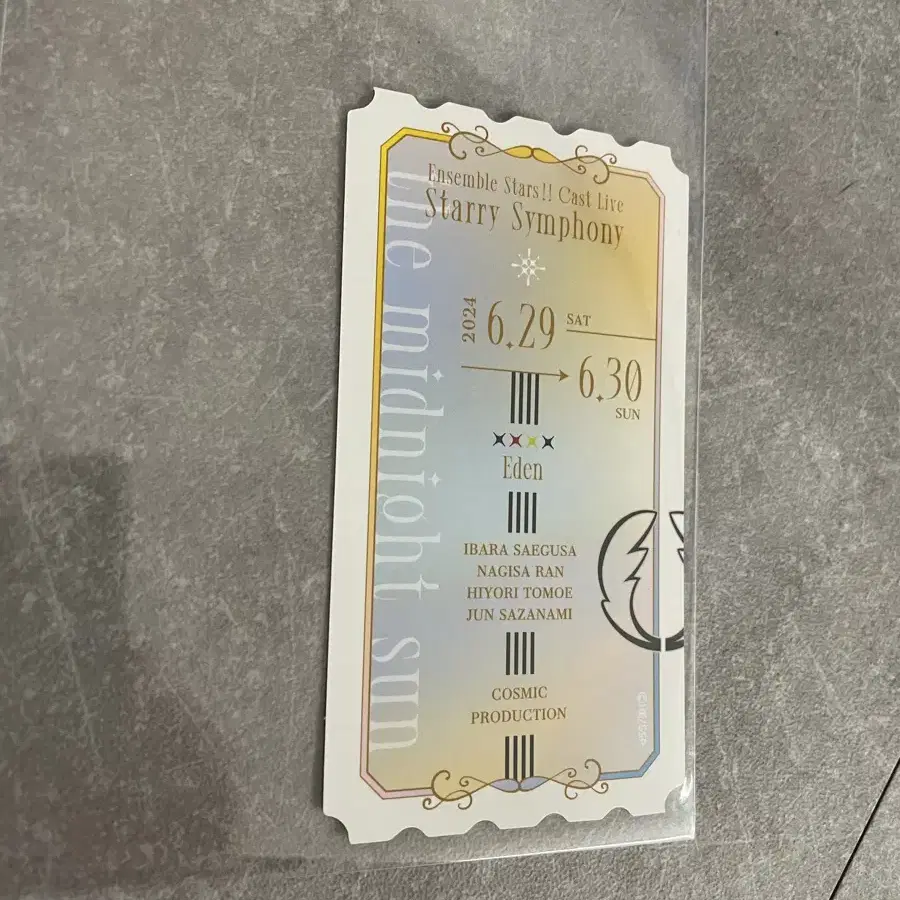 Ensemble Stars!! Cast Live
Starry Symphony
2024
6.29 SAT
6.30
SUN
Eden
IBARA SAEGUSA
NAGISA RAN
HIYORI TOMOE
JUN SAZANAMI
COSMIC
PRODUCTION
the midnight sun